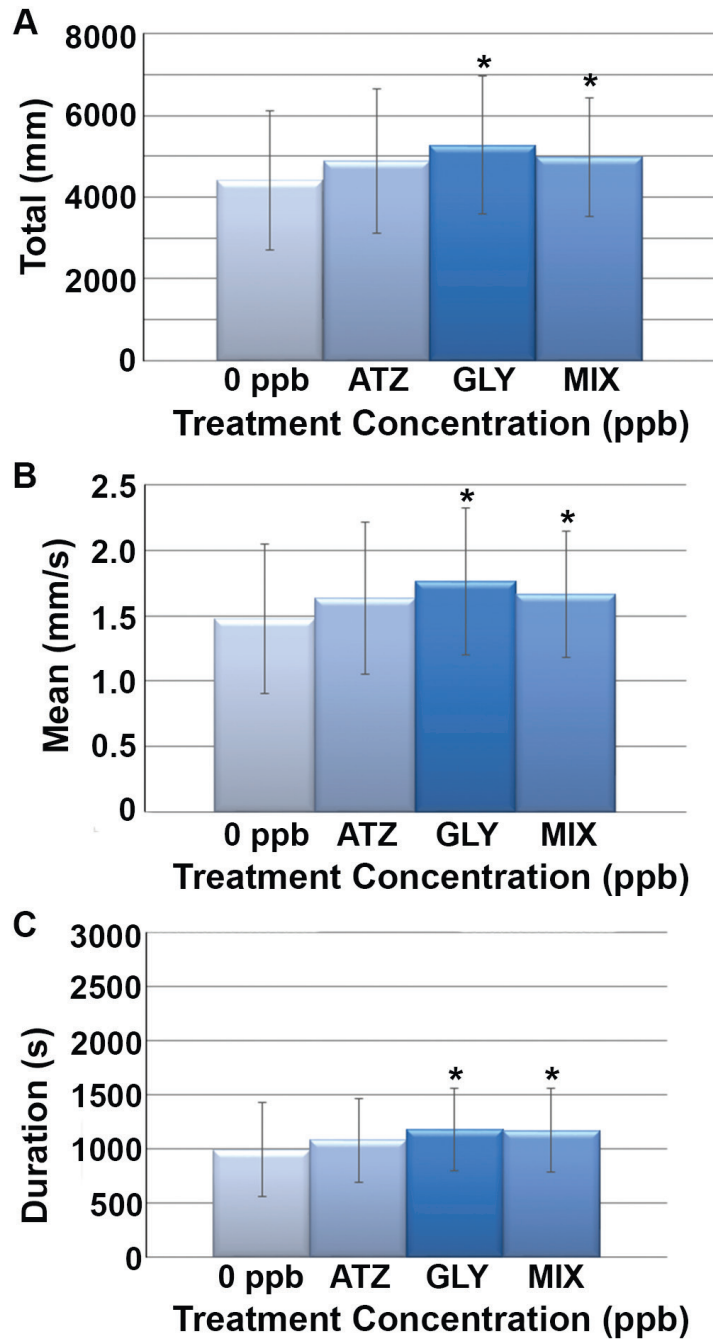 A
8000
6000
4000
2000
0
Total (mm)
* *
0 ppb ATZ GLY MIX
Treatment Concentration (ppb)
B
2.5
2.0
1.5
1.0
0.5
0
Mean (mm/s)
* *
0 ppb ATZ GLY MIX
Treatment Concentration (ppb)
C
3000
2500
2000
1500
1000
500
0
Duration (s)
* *
0 ppb ATZ GLY MIX
Treatment Concentration (ppb)